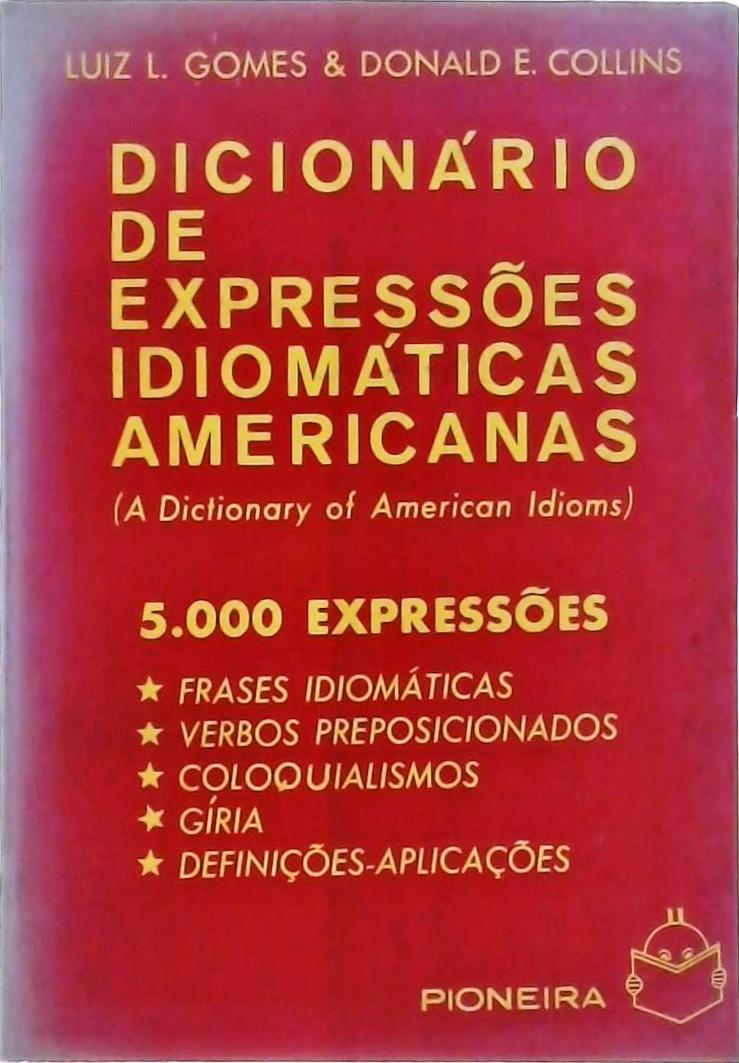 LUIZ L. GOMES & DONALD E. COLLINS
DICIONÁRIO
DE
EXPRESSÕES
IDIOMÁTICAS
AMERICANAS
(A Dictionary of American Idioms)
5.000 EXPRESSÕES
★ FRASES IDIOMÁTICAS
★ VERBOS PREPOSICIONADOS
★ COLOQUIALISMOS
★ GÍRIA
★ DEFINIÇÕES-APLICAÇÕES
PIONEIRA